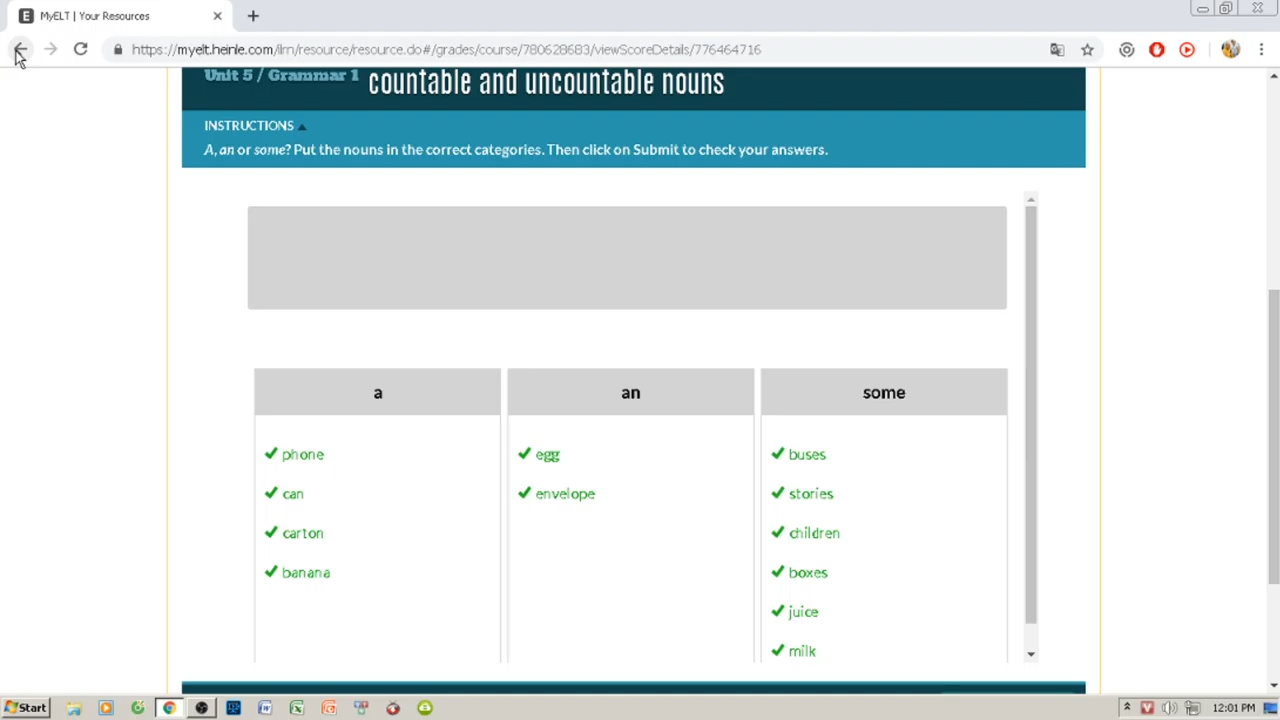 MyELT | Your Resources
https://myelt.heinle.com/ilrn/resource/resource.do#/grades/course/780628683/viewScoreDetails/776464716
Unit 5 / Grammar 1 countable and uncountable nouns
INSTRUCTIONS
A, an or some? Put the nouns in the correct categories. Then click on Submit to check your answers.
a an some
phone egg buses
can envelope stories
carton children
banana boxes
juice
milk
Start 12:01 PM